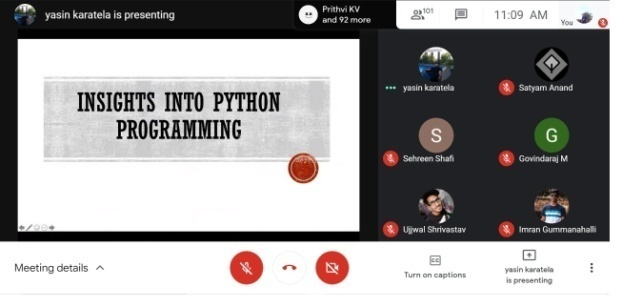 yasin karatela is presenting
Prithvi KV
and 92 more
101
11:09 AM
You
INSIGHTS INTO PYTHON
PROGRAMMING
yasin karatela
Satyam Anand
S
G
Sehreen Shafi
Govindaraj M
Ujjwal Shrivastav
Imran Gummanahalli
Meeting details
CC
Turn on captions
yasin karatela
is presenting